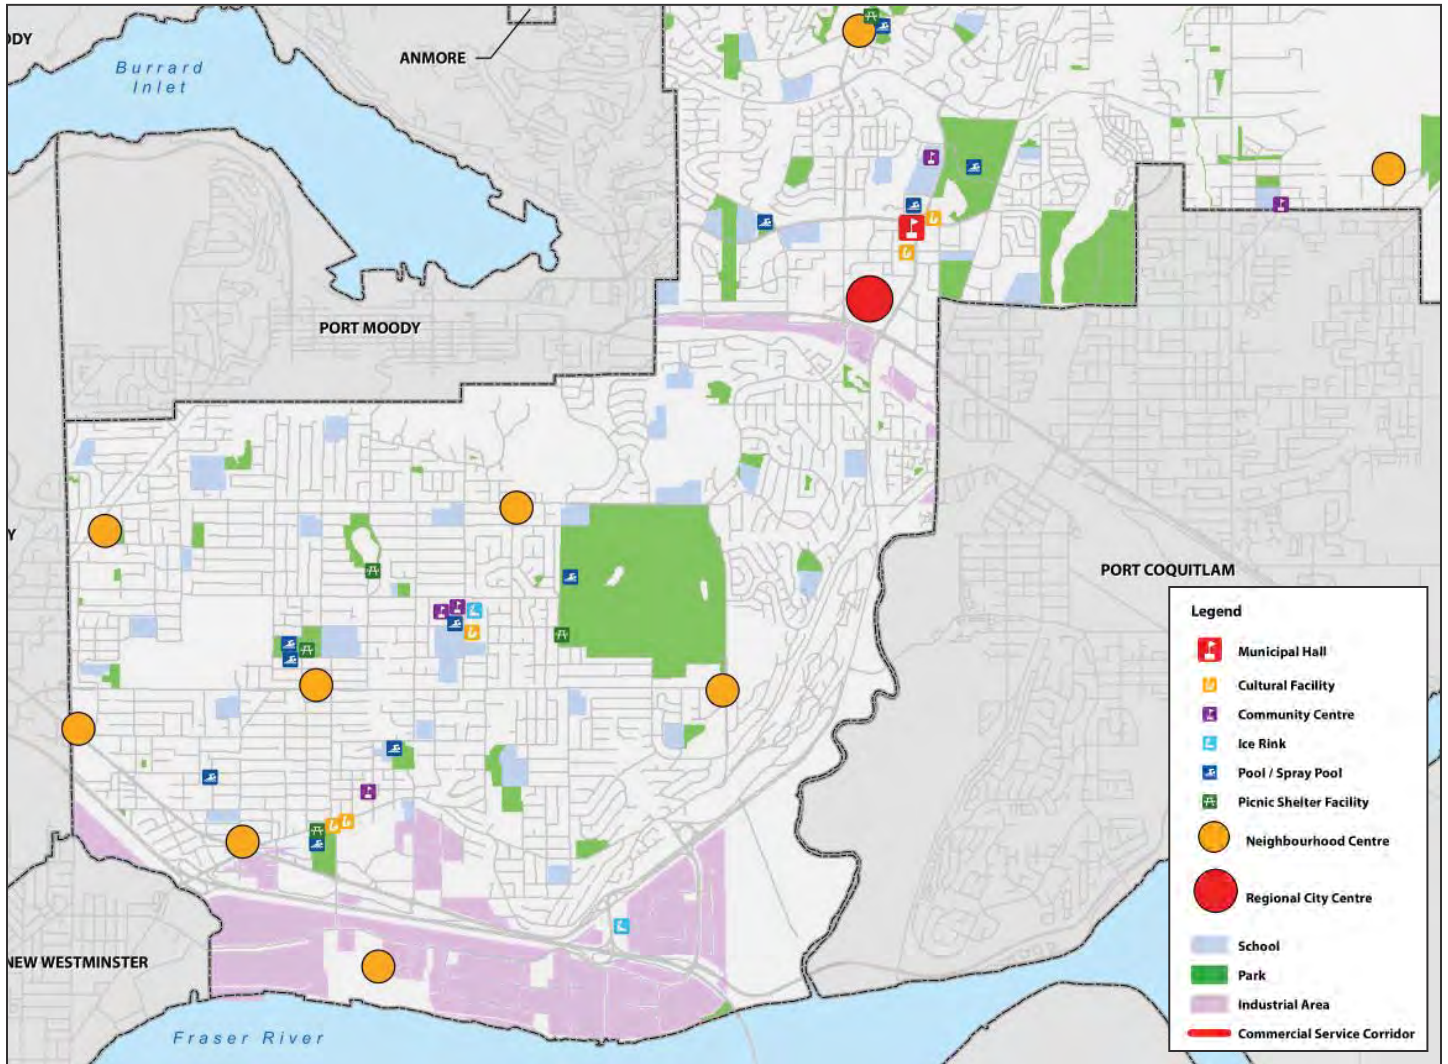 ODY
ANMORE
Burrard
Inlet
PORT MOODY
Y
PORT COQUITLAM
NEW WESTMINSTER
Fraser River
Legend
Municipal Hall
Cultural Facility
Community Centre
Ice Rink
Pool / Spray Pool
Picnic Shelter Facility
Neighbourhood Centre
Regional City Centre
School
Park
Industrial Area
Commercial Service Corridor